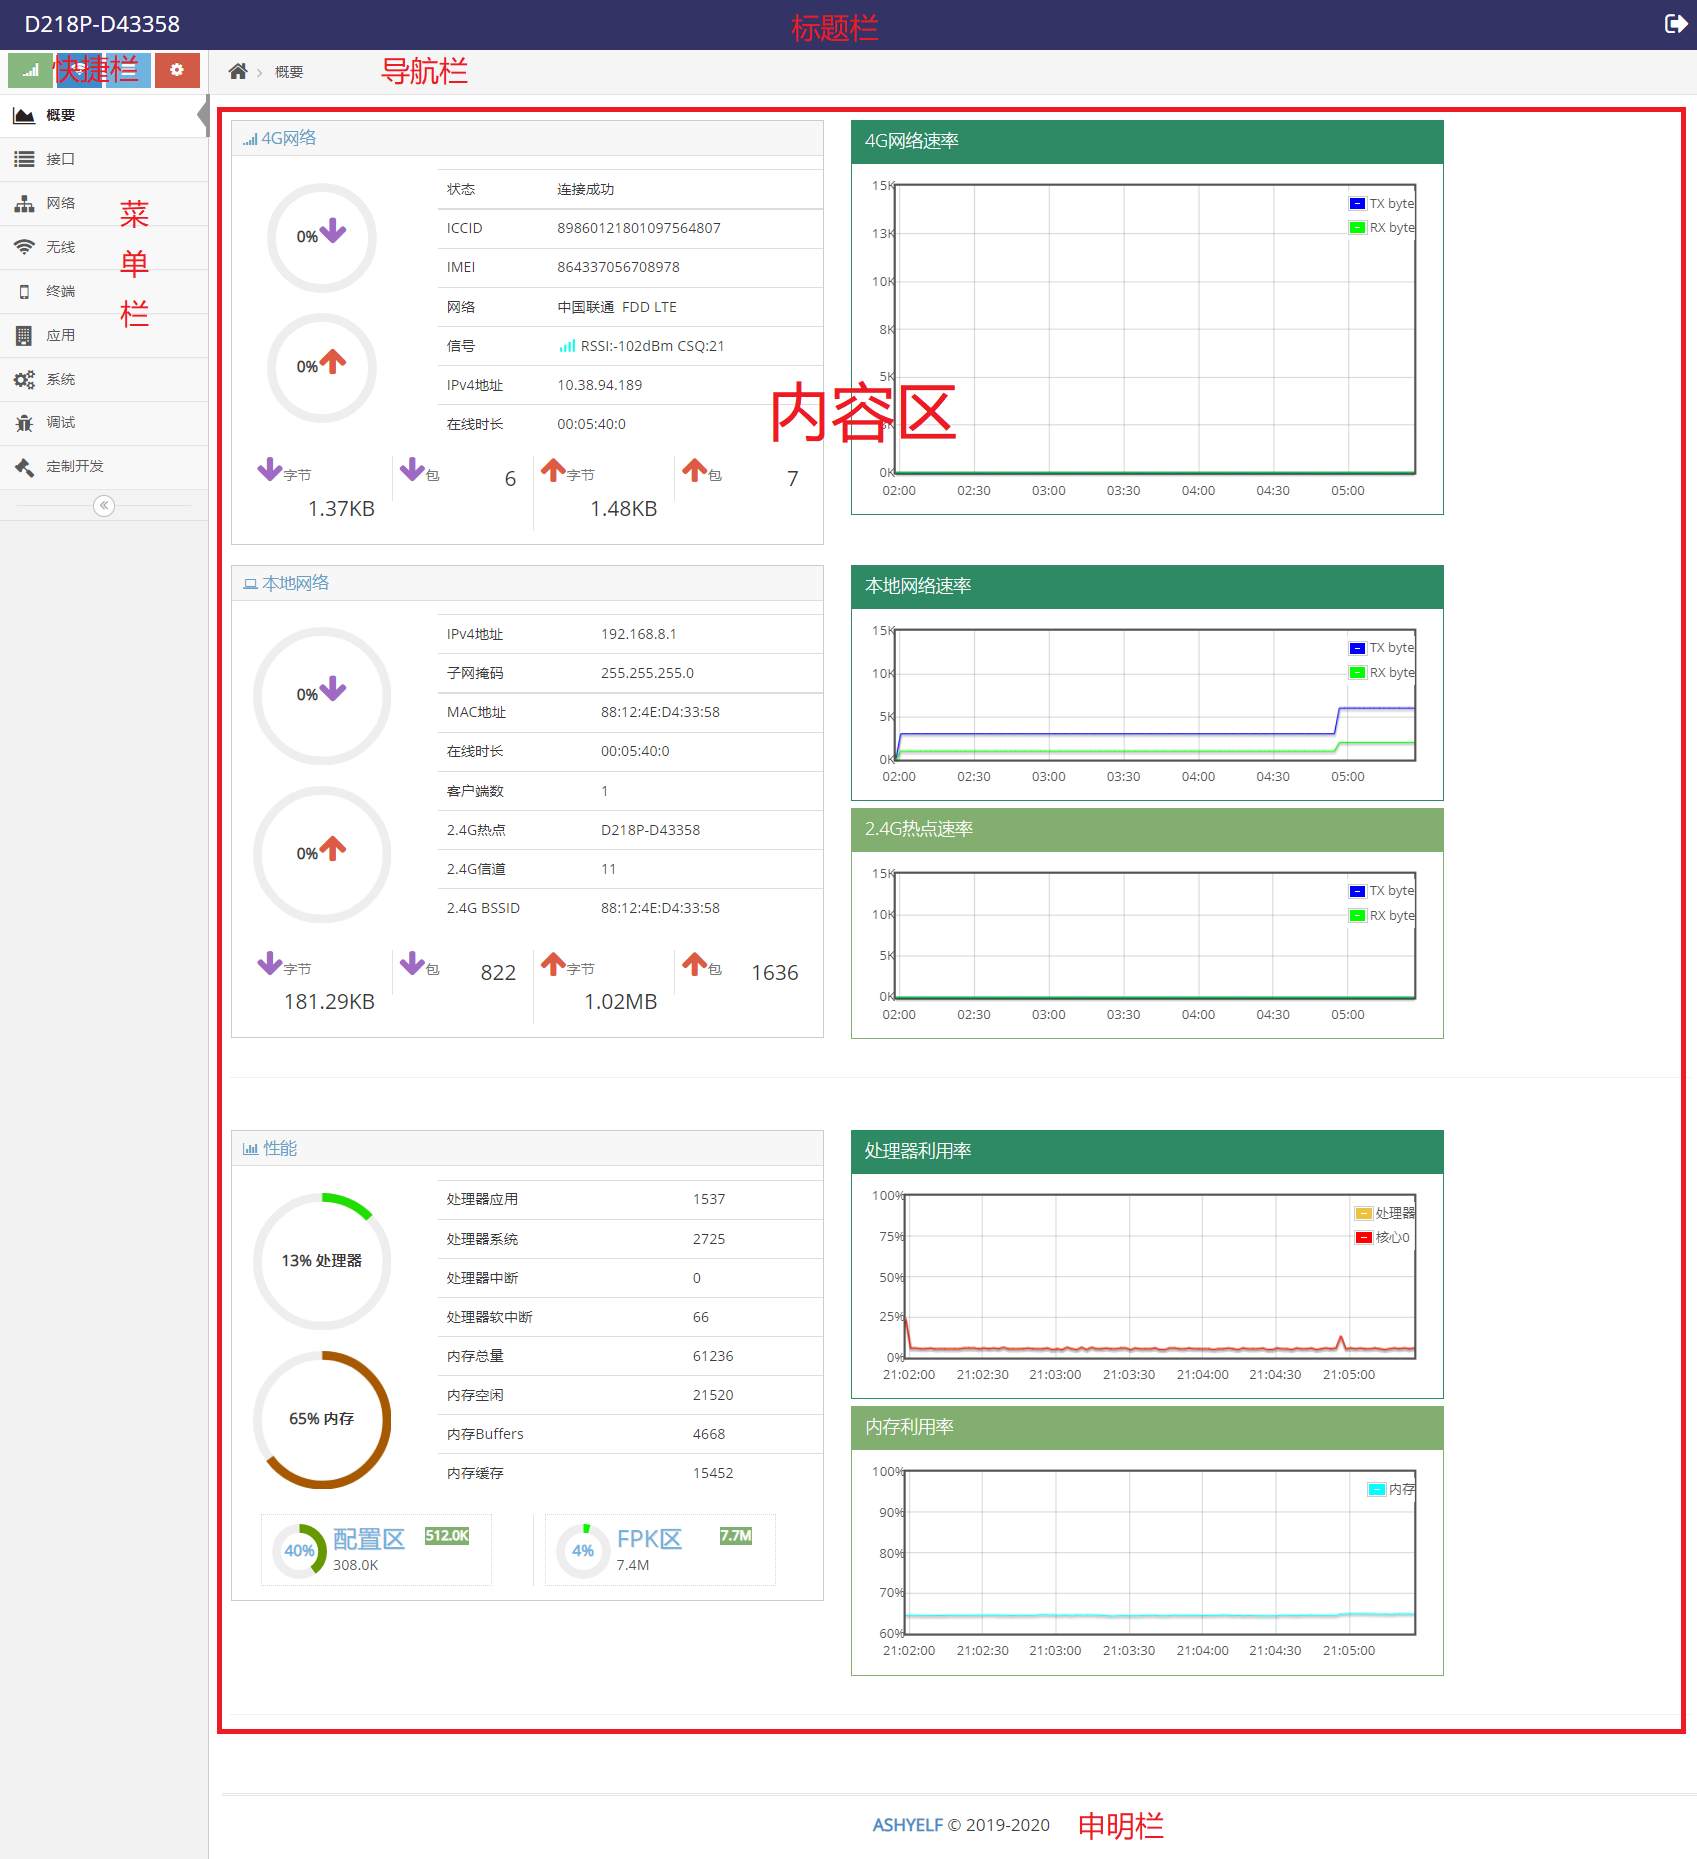 D218P-D43358
标题栏
快捷栏
概要
导航栏
概要
接口
网络
无线
终端
应用
系统
调试
定制开发
菜
单
栏
内容区
4G网络
0%
0%
状态 连接成功
ICCID 89860121801097564807
IMEI 864337056708978
网络 中国联通 FDD LTE
信号 RSSI:-102dBm CSQ:21
IPv4地址 10.38.94.189
在线时长 00:05:40:0
字节 1.37KB
包 6
字节 1.48KB
包 7
4G网络速率
15K
13K
10K
8K
5K
3K
0K
TX byte
RX byte
02:00 02:30 03:00 03:30 04:00 04:30 05:00
本地网络
0%
0%
IPv4地址 192.168.8.1
子网掩码 255.255.255.0
MAC地址 88:12:4E:D4:33:58
在线时长 00:05:40:0
客户端数 1
2.4G热点 D218P-D43358
2.4G信道 11
2.4G BSSID 88:12:4E:D4:33:58
字节 181.29KB
包 822
字节 1.02MB
包 1636
本地网络速率
15K
10K
5K
0K
TX byte
RX byte
02:00 02:30 03:00 03:30 04:00 04:30 05:00
2.4G热点速率
15K
10K
5K
0K
TX byte
RX byte
02:00 02:30 03:00 03:30 04:00 04:30 05:00
性能
13% 处理器
65% 内存
处理器应用 1537
处理器系统 2725
处理器中断 0
处理器软中断 66
内存总量 61236
内存空闲 21520
内存Buffers 4668
内存缓存 15452
40% 配置区 512.0K
308.0K
4% FPK区 7.7M
7.4M
处理器利用率
100%
75%
50%
25%
0%
处理器
核心0
21:02:00 21:02:30 21:03:00 21:03:30 21:04:00 21:04:30 21:05:00
内存利用率
100%
90%
80%
70%
60%
内存
21:02:00 21:02:30 21:03:00 21:03:30 21:04:00 21:04:30 21:05:00
ASHYELF © 2019-2020
申明栏